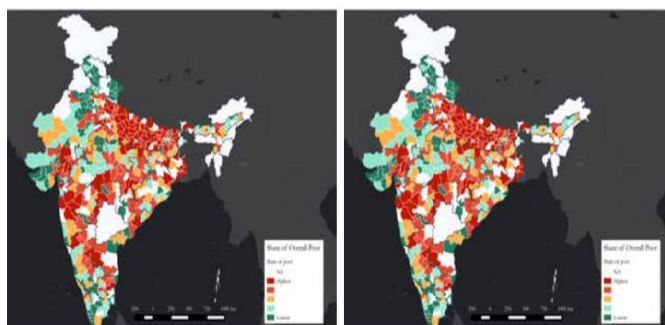 Share of Overall Poor
Share of poor
NA
Highest
Lowest
Share of Overall Poor
Share of poor
NA
Highest
Lowest